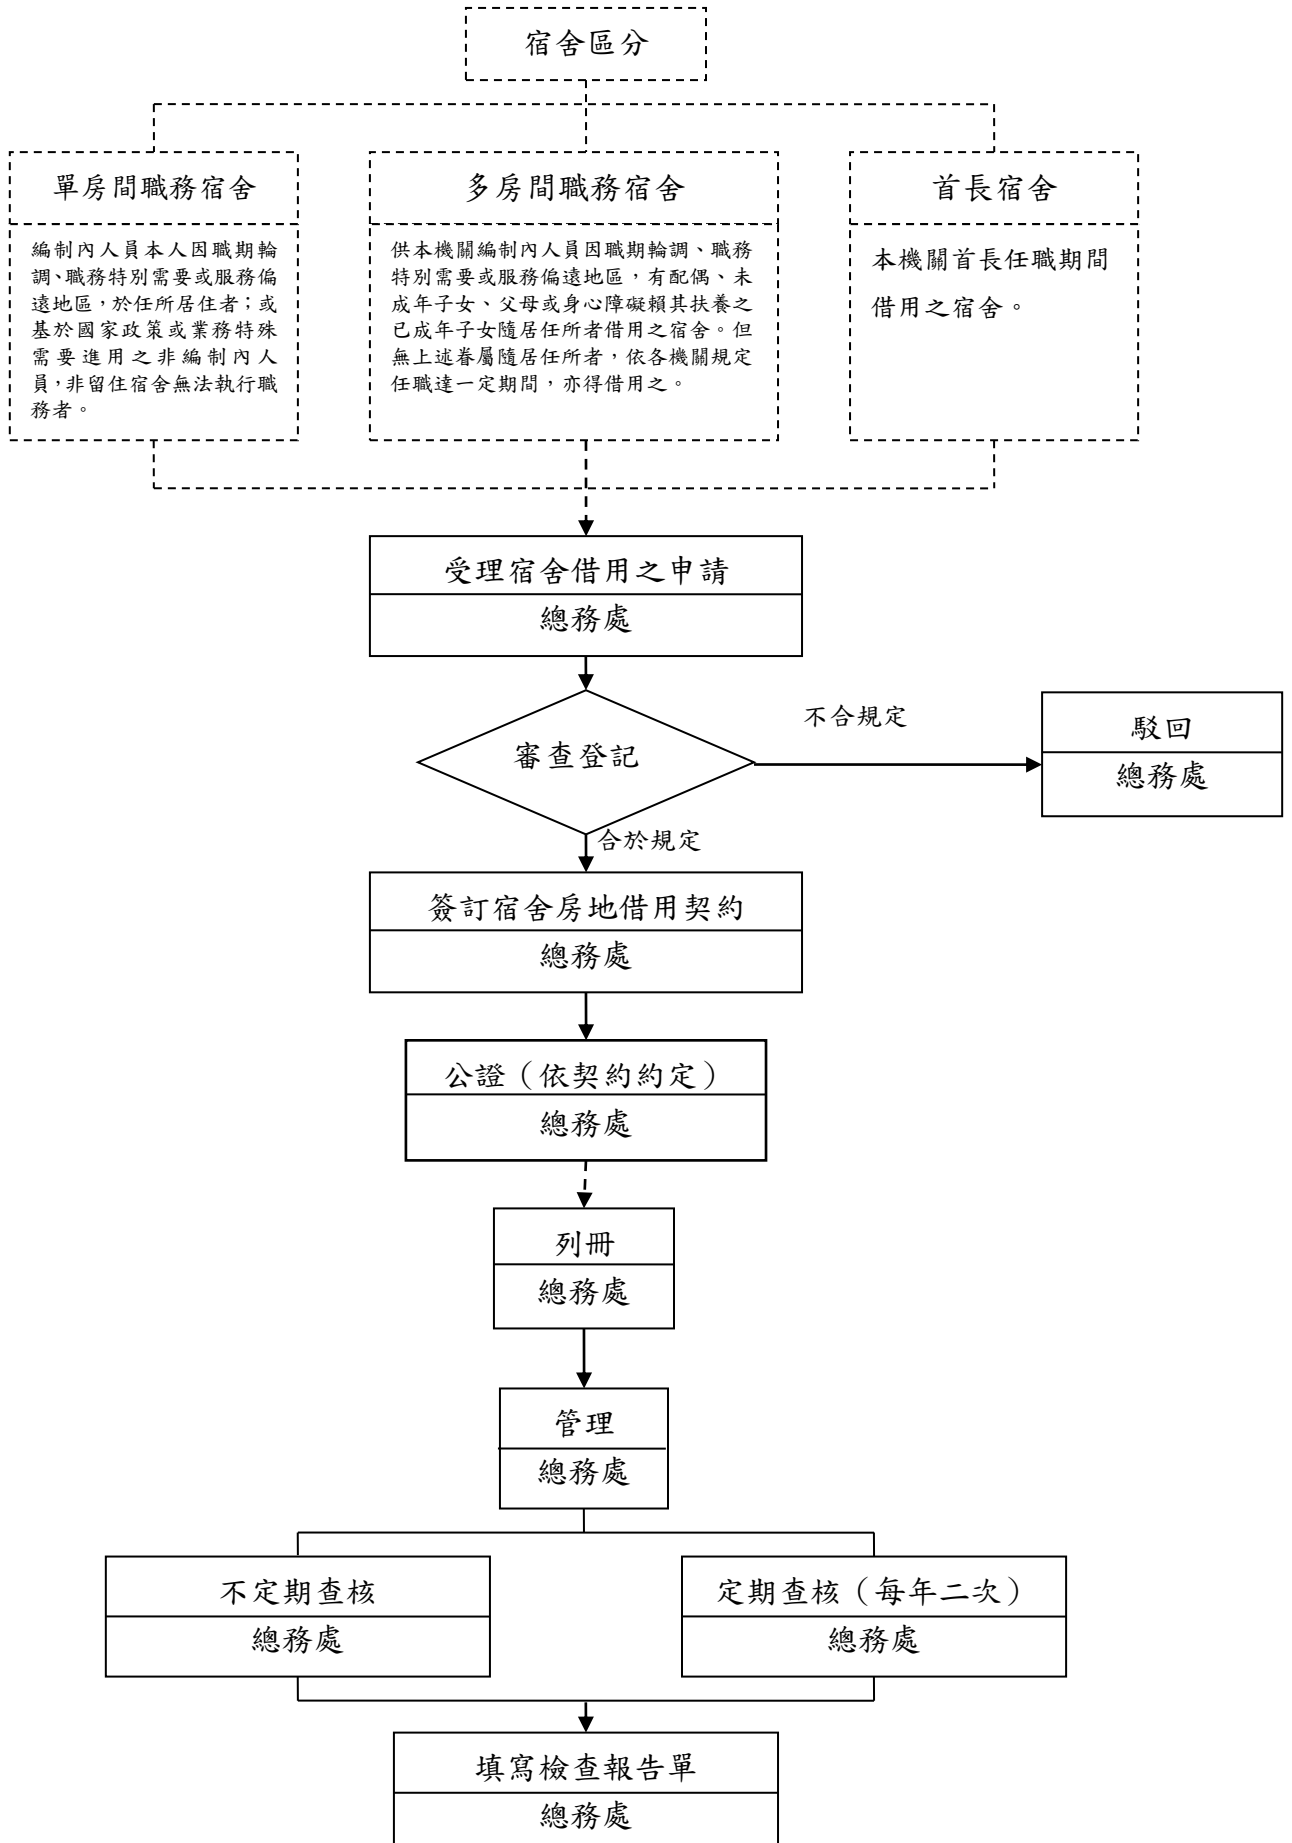 宿舍區分
單房間職務宿舍
編制內人員本人因職期輪
調、職務特別需要或服務偏
遠地區，於任所居住者；或
基於國家政策或業務特殊
需要進用之非編制內人
員，非留住宿舍無法執行職
務者。
多房間職務宿舍
供本機關編制內人員因職期輪調、職務
特別需要或服務偏遠地區，有配偶、未
成年子女、父母或身心障礙賴其扶養之
已成年子女隨居任所者借用之宿舍。但
無上述眷屬隨居任所者，依各機關規定
任職達一定期間，亦得借用之。
首長宿舍
本機關首長任職期間
借用之宿舍。
受理宿舍借用之申請
總務處
審查登記
不合規定
駁回
總務處
合於規定
簽訂宿舍房地借用契約
總務處
公證（依契約約定）
總務處
列冊
總務處
管理
總務處
不定期查核
總務處
定期查核（每年二次）
總務處
填寫檢查報告單
總務處